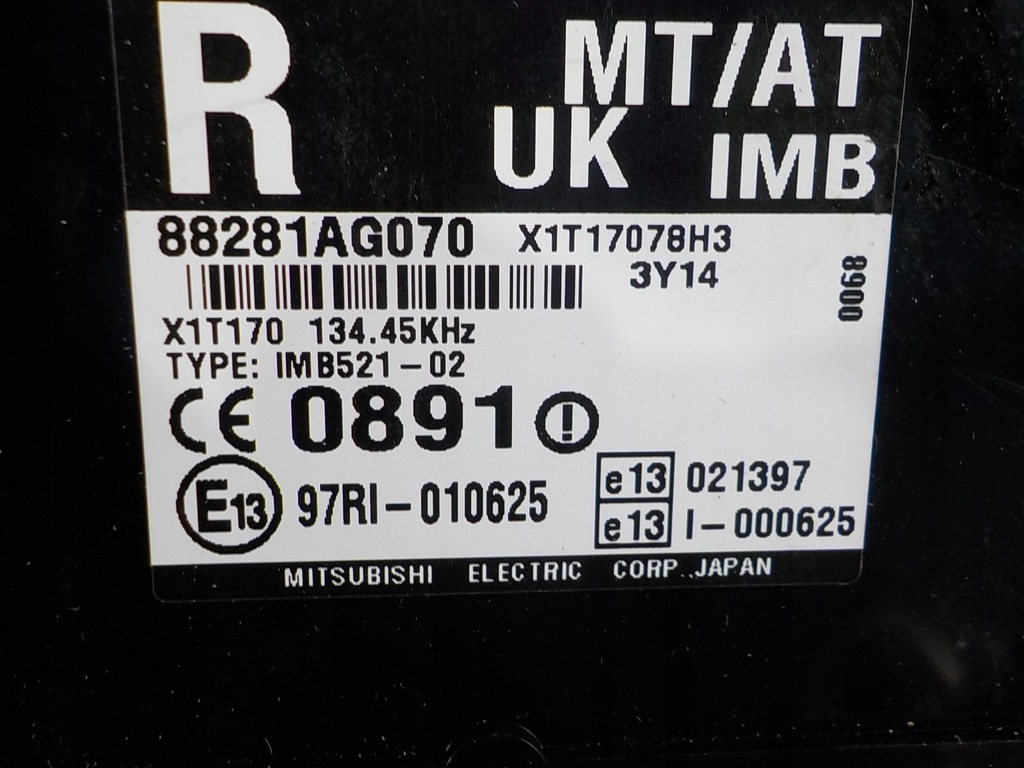 R MT/AT
UK IMB
88281AG070 X1T17078H3
3Y14
8900
X1T170 134.45KHz
TYPE: IMB521-02
CE 0891
E13 97RI-010625
e13 021397
e13 I-000625
MITSUBISHI ELECTRIC CORP. JAPAN